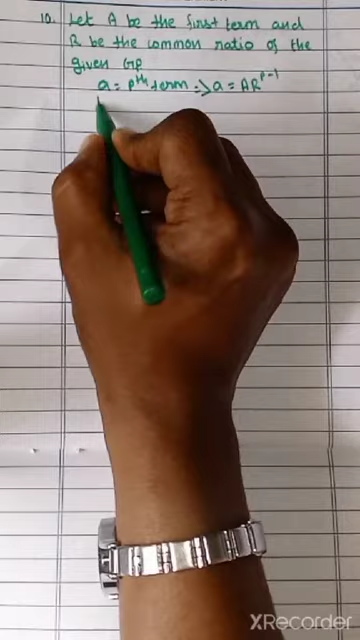 10. Let A be the first term and
R be the common ratio of the
given GP
a = pth term => a = AR^p-1
XRecorder